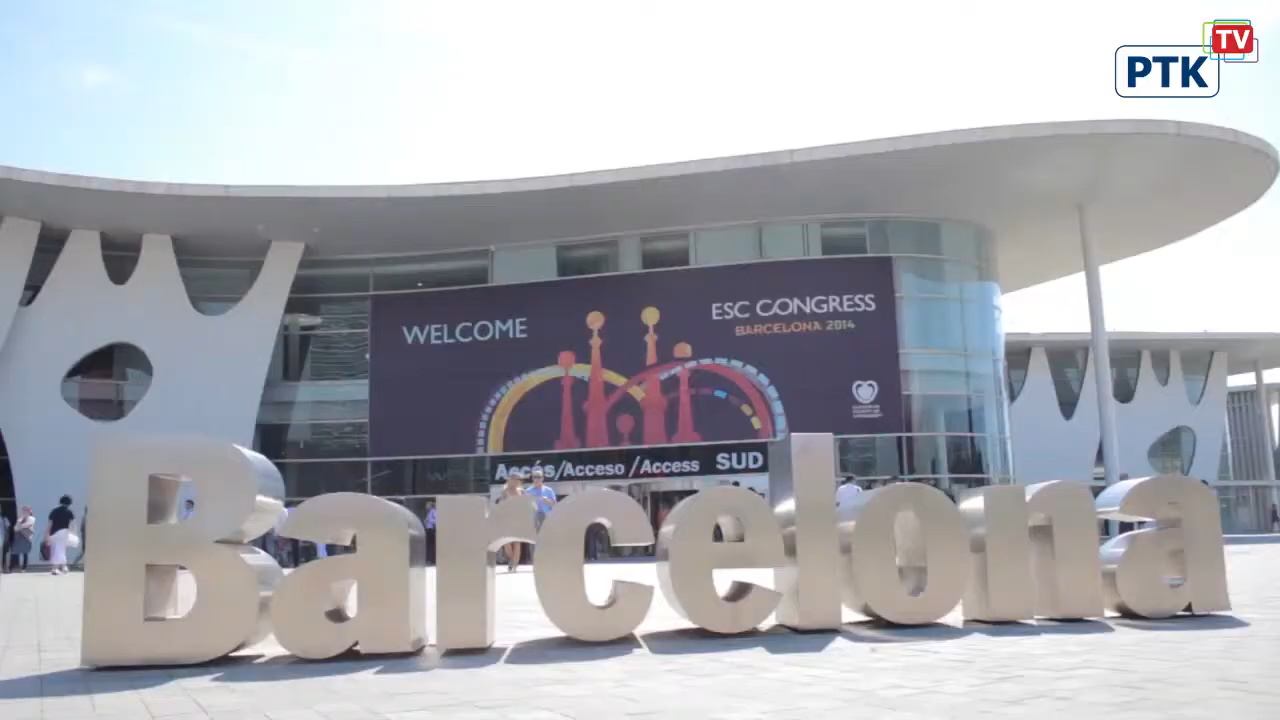 TV
PTK
WELCOME
ESC CONGRESS
BARCELONA 2014
Accés/Acceso/Access SUD
Barcelona